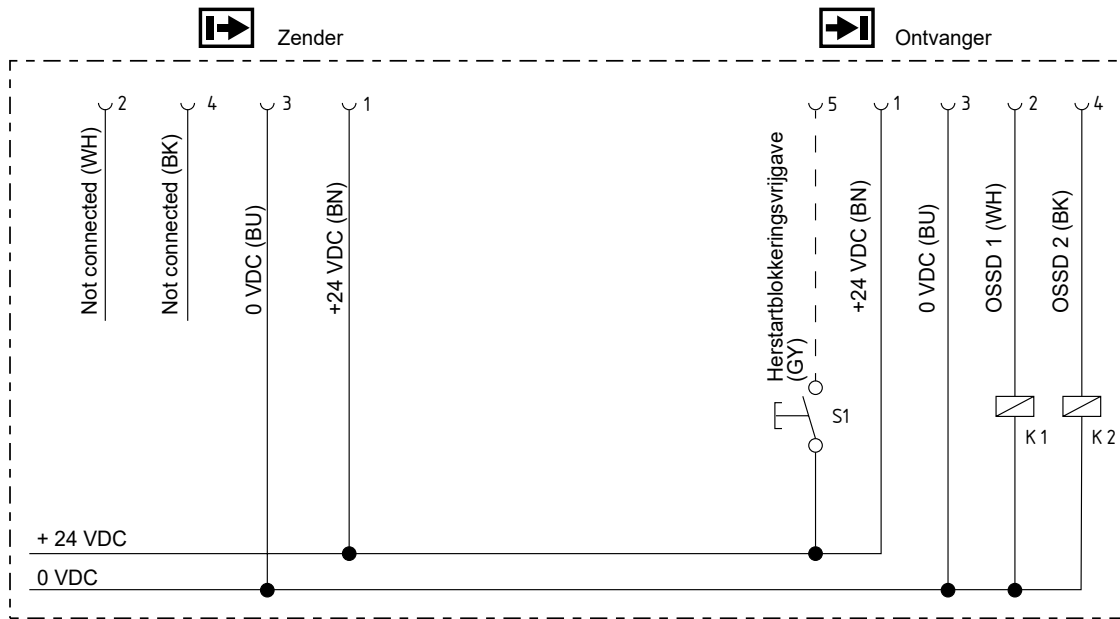 Zender
Ontvanger
2
4
3
1
5
1
3
2
4
Not connected (WH)
Not connected (BK)
0 VDC (BU)
+24 VDC (BN)
Herstartblokkeringsvrijgave
(GY)
+24 VDC (BN)
0 VDC (BU)
OSSD 1 (WH)
OSSD 2 (BK)
S1
K 1
K 2
+ 24 VDC
0 VDC